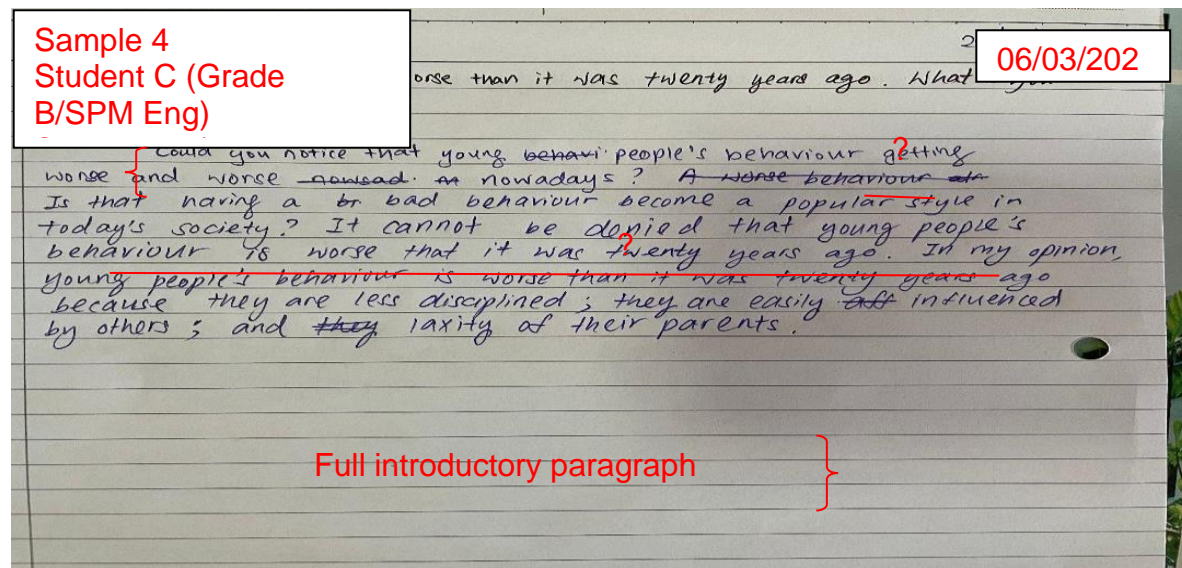 Sample 4
Student C (Grade
B/SPM Eng)
06/03/202
orse than it was twenty years ago. What
Could you notice that young behavi people's behaviour getting
worse and worse nowadays? A worse behaviour
Is that having a br bad behaviour become a popular style in
today's society? It cannot be denied that young people's
behaviour is worse that it was twenty years ago. In my opinion,
young people's behaviour is worse than it was twenty years ago
because they are less disciplined; they are easily aff influenced
by others; and they laxity of their parents.
Full introductory paragraph